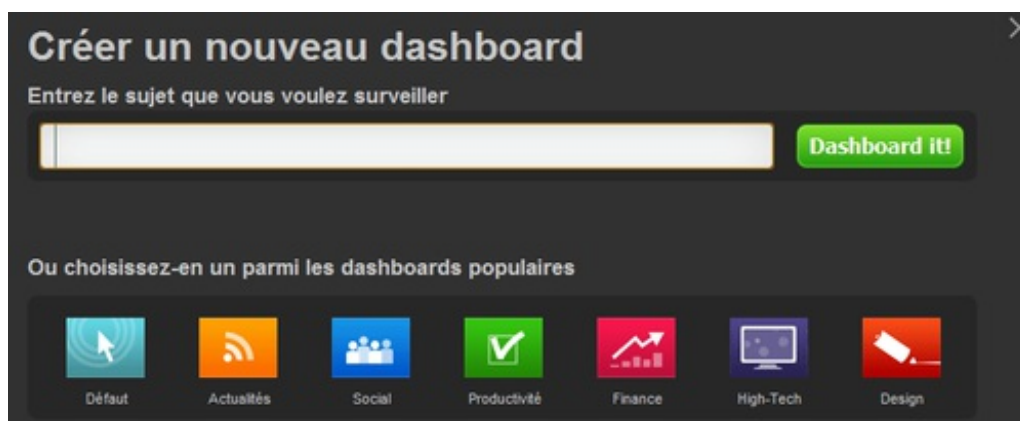 Créer un nouveau dashboard
Entrez le sujet que vous voulez surveiller
Dashboard it!
Ou choisissez-en un parmi les dashboards populaires
Défaut Actualités Social Productivité Finance High-Tech Design